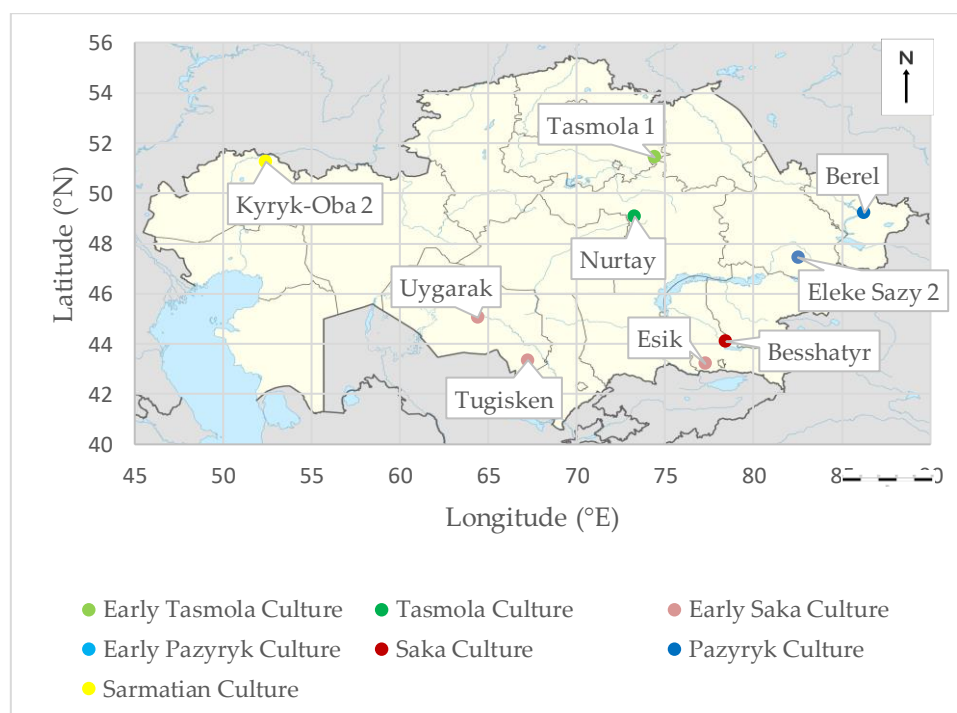 56
54
52
50
48
46
44
42
40
Latitude (°N)
N
Tasmola 1
Berel
Kyryk-Oba 2
Nurtay
Uygarak
Eleke Sazy 2
Esik
Besshatyr
Tugisken
45 50 55 60 65 70 75 80 85 90
Longitude (°E)
Early Tasmola Culture Tasmola Culture Early Saka Culture
Early Pazyryk Culture Saka Culture Pazyryk Culture
Sarmatian Culture